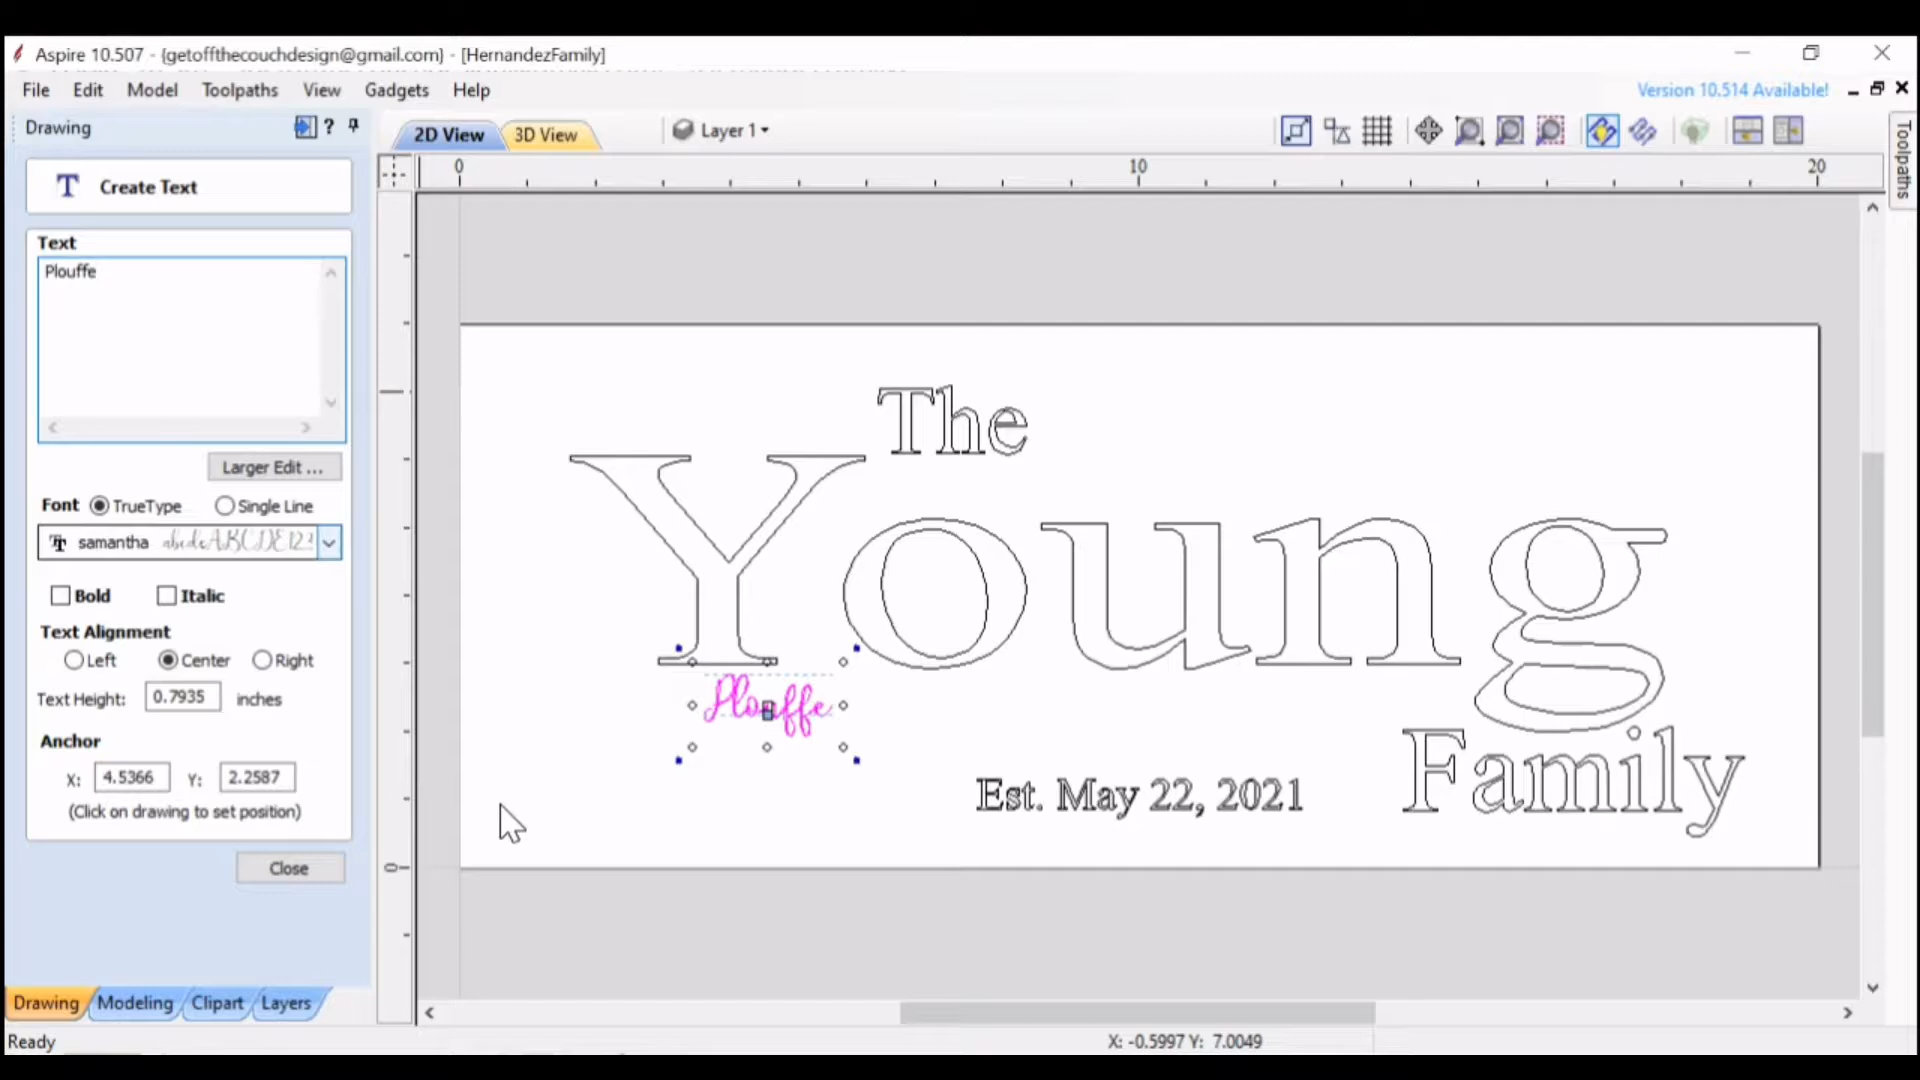 Aspire 10.507 - {getoffthecouchdesign@gmail.com} - [HernandezFamily]
File Edit Model Toolpaths View Gadgets Help
Version 10.514 Available!
Drawing
2D View 3D View Layer 1
Toolpaths
0 10 20
T Create Text
Text
Plouffe
Larger Edit ...
Font TrueType Single Line
samantha abcdeABCDE123
Bold Italic
Text Alignment
Left Center Right
Text Height: 0.7935 inches
Anchor
X: 4.5366 Y: 2.2587
(Click on drawing to set position)
Close
The
Young
Plouffe
Family
Est. May 22, 2021
0
Drawing Modeling Clipart Layers
Ready
X: -0.5997 Y: 7.0049